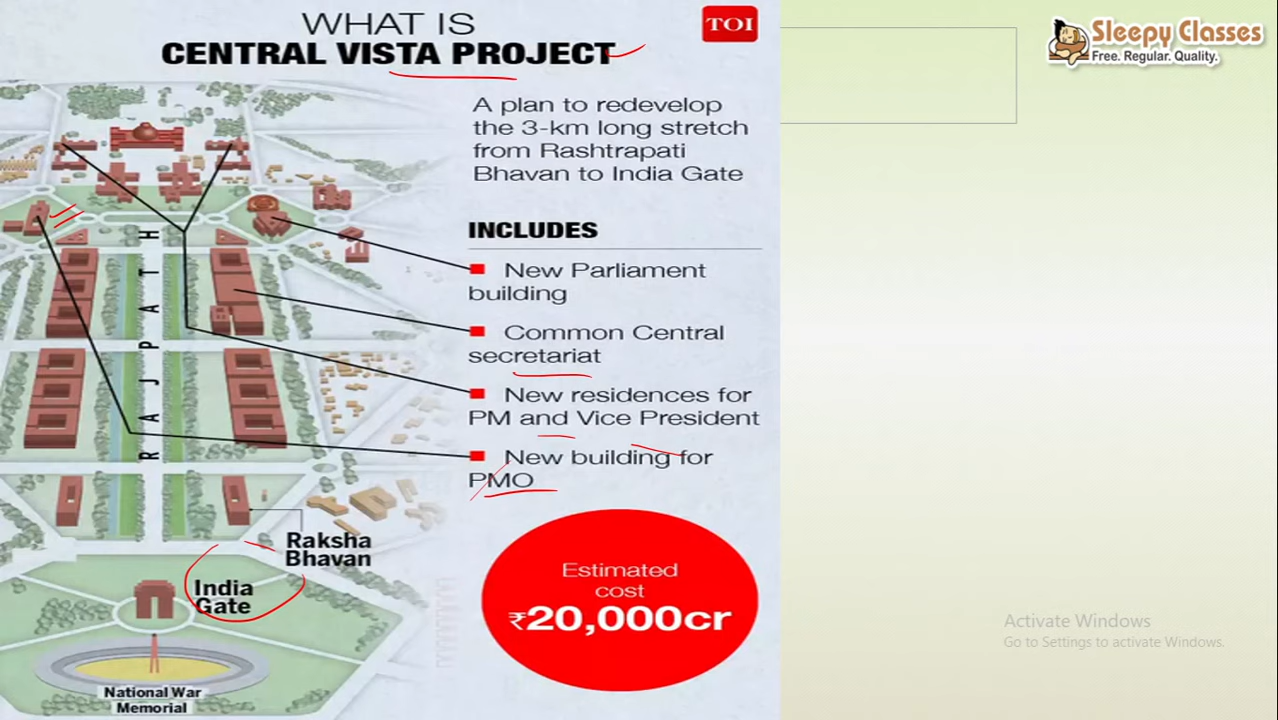 WHAT IS
CENTRAL VISTA PROJECT
TOI
Sleepy Classes
Free. Regular. Quality.
A plan to redevelop
the 3-km long stretch
from Rashtrapati
Bhavan to India Gate
INCLUDES
New Parliament
building
Common Central
secretariat
New residences for
PM and Vice President
New building for
PMO
RAJPATH
Raksha
Bhavan
India
Gate
National War
Memorial
Estimated
cost
₹20,000cr
Activate Windows
Go to Settings to activate Windows.